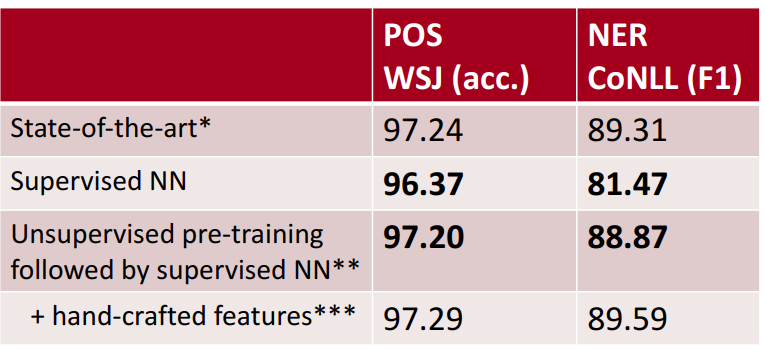 POS NER
WSJ (acc.) CoNLL (F1)
State-of-the-art* 97.24 89.31
Supervised NN 96.37 81.47
Unsupervised pre-training 97.20 88.87
followed by supervised NN**
+ hand-crafted features*** 97.29 89.59